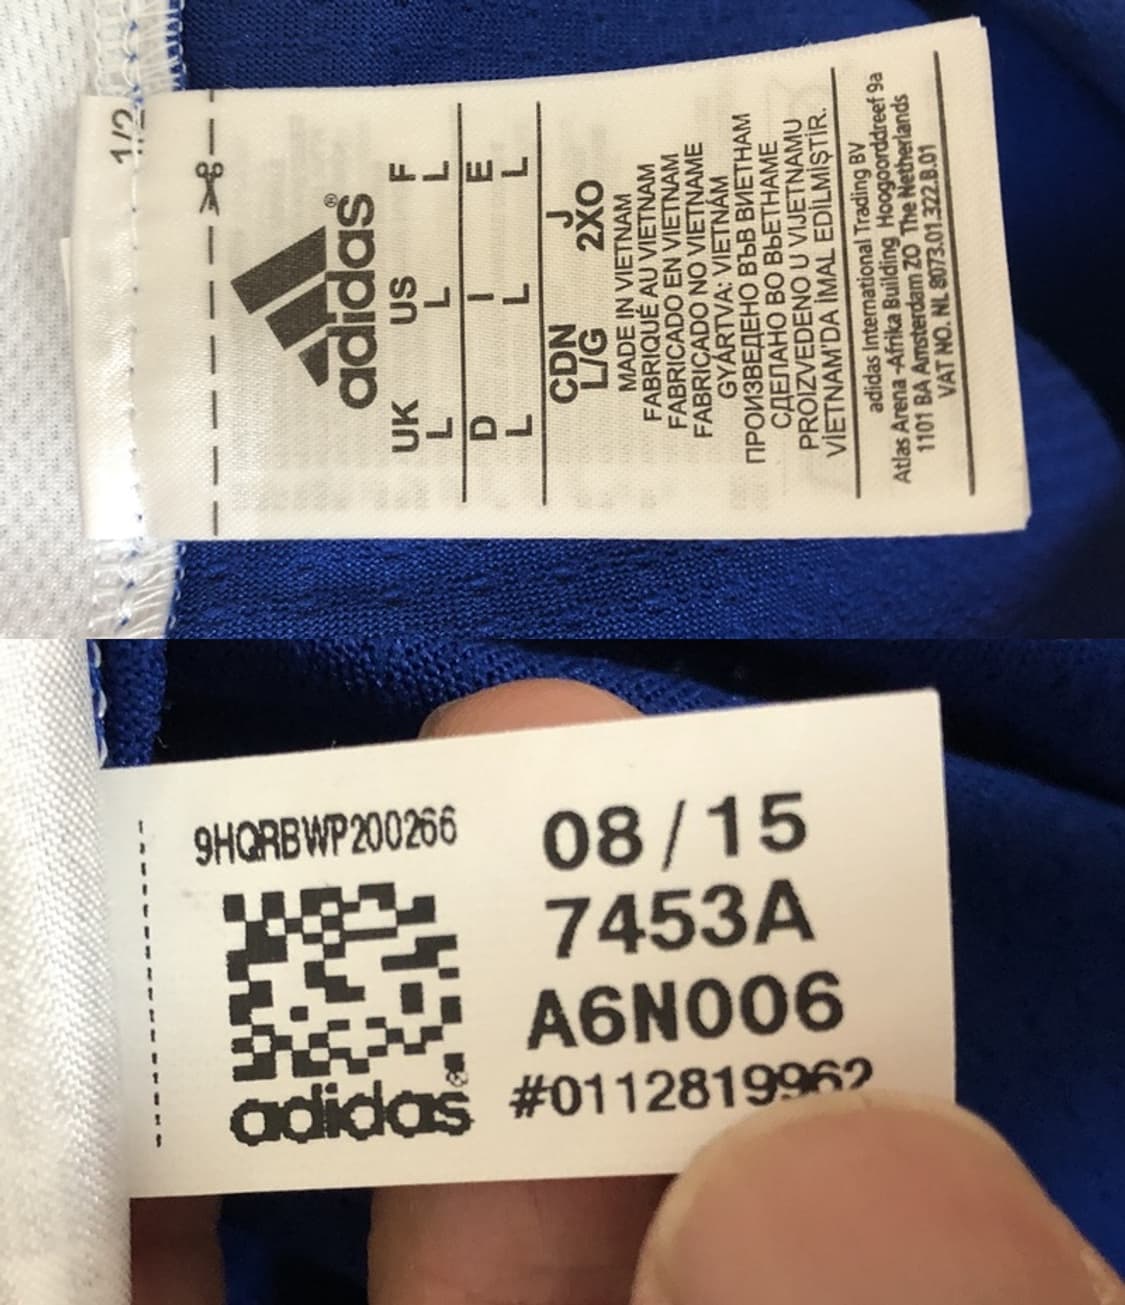 1/2
adidas®
UK US F
L L L
D I E
L L L
CDN J
L/G 2XO
MADE IN VIETNAM
FABRIQUÉ AU VIETNAM
FABRICADO EN VIETNAM
FABRICADO NO VIETNAME
GYÁRTVA: VIETNÁM
ПРОИЗВЕДЕНО ВЪВ ВИЕТНАМ
СДЕЛАНО ВО ВЬЕТНАМЕ
PROIZVEDENO U VIJETNAMU
VİETNAM'DA İMAL EDİLMİŞTİR.
adidas International Trading BV
Atlas Arena -Afrika Building Hoogoorddreef 9a
1101 BA Amsterdam ZO The Netherlands
VAT NO. NL 8073.01.322.B.01
9HQRBWP200266
adidas®
08/15
7453A
A6N006
#0112819962